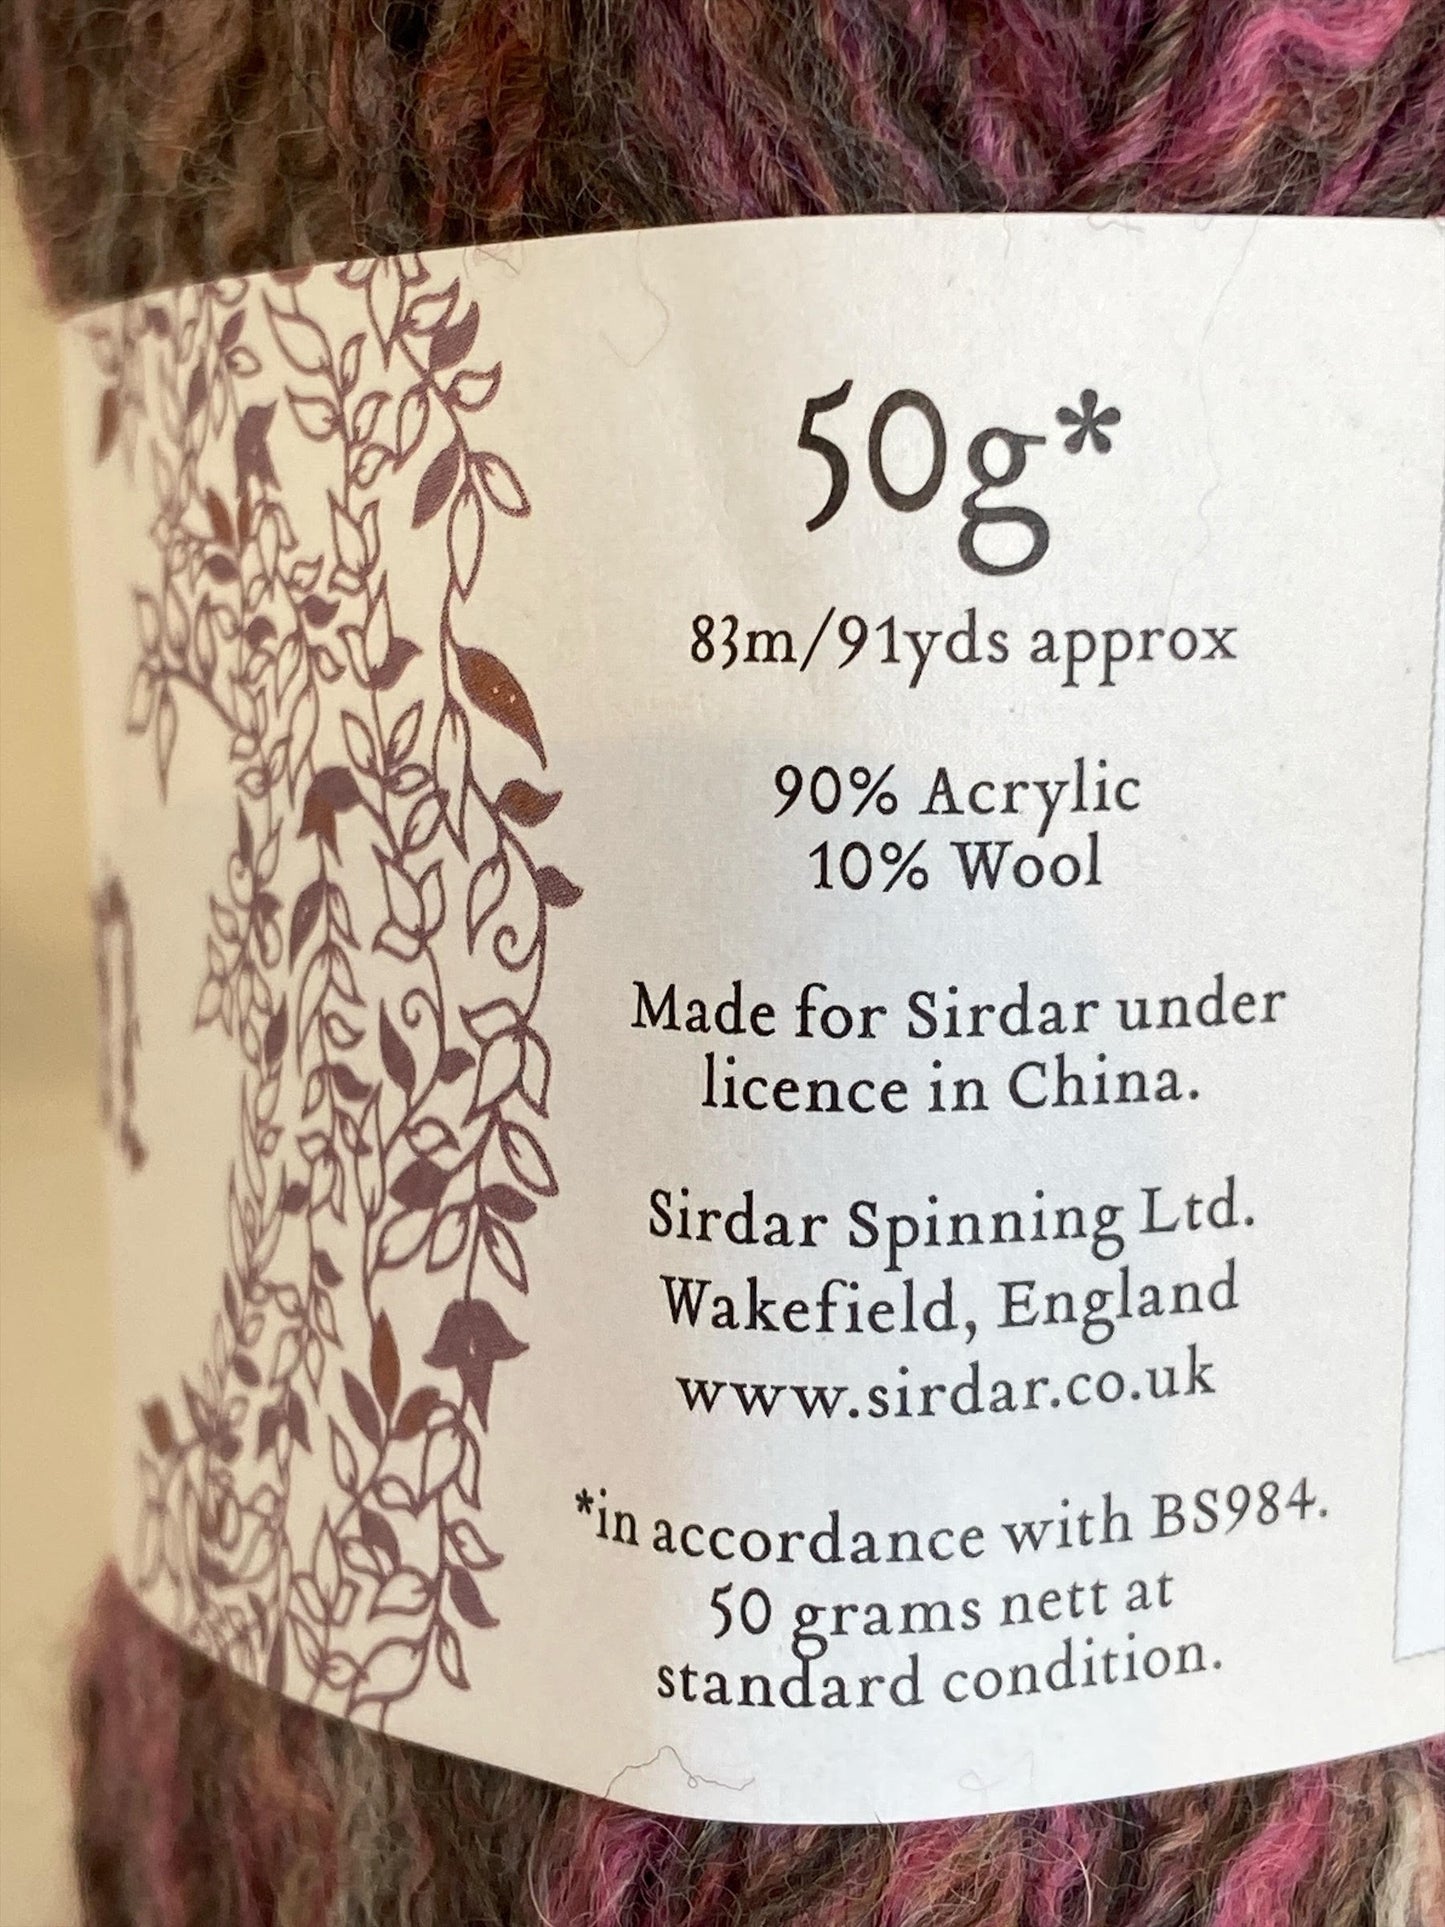 50g*
83m/91yds approx
90% Acrylic
10% Wool
Made for Sirdar under
licence in China.
Sirdar Spinning Ltd.
Wakefield, England
www.sirdar.co.uk
*in accordance with BS984.
50 grams nett at
standard condition.